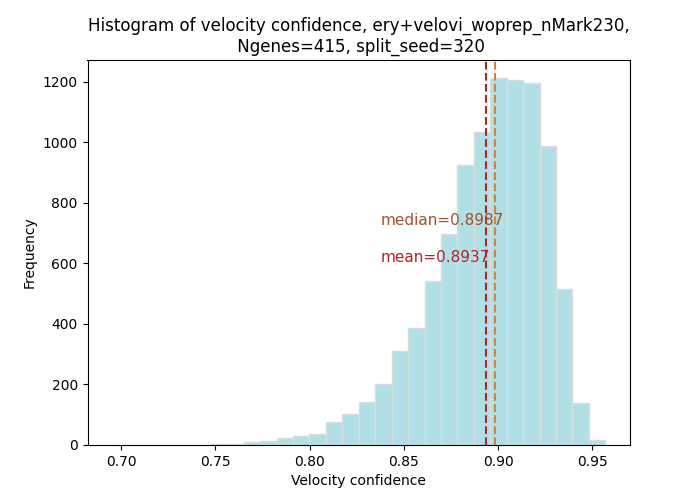 Histogram of velocity confidence, ery+velovi_woprep_nMark230,
Ngenes=415, split_seed=320
1200
1000
800
600
400
200
0
Frequency
median=0.8987
mean=0.8937
0.70 0.75 0.80 0.85 0.90 0.95
Velocity confidence